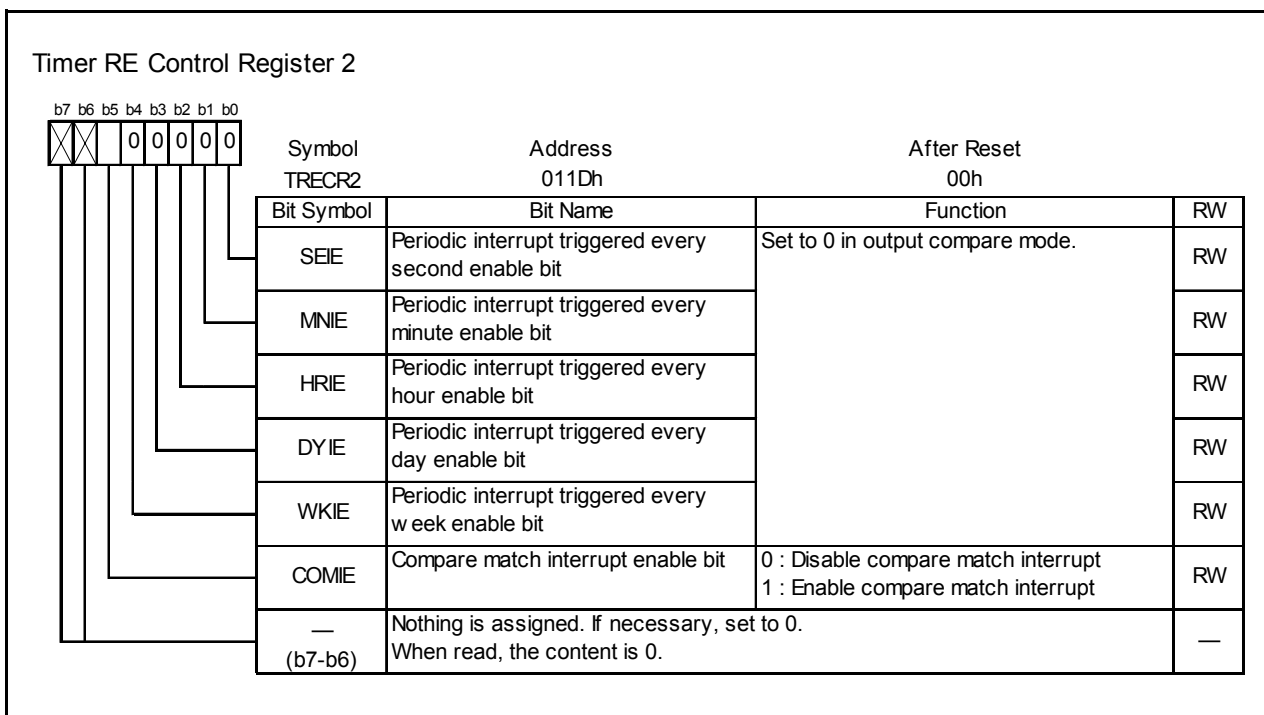 Timer RE Control Register 2
b7 b6 b5 b4 b3 b2 b1 b0
0 0 0 0 0
Symbol Address After Reset
TRECR2 011Dh 00h
Bit Symbol Bit Name Function RW
SEIE Periodic interrupt triggered every second enable bit Set to 0 in output compare mode. RW
MNIE Periodic interrupt triggered every minute enable bit RW
HRIE Periodic interrupt triggered every hour enable bit RW
DYIE Periodic interrupt triggered every day enable bit RW
WKIE Periodic interrupt triggered every week enable bit RW
COMIE Compare match interrupt enable bit 0 : Disable compare match interrupt
1 : Enable compare match interrupt RW
— (b7-b6) Nothing is assigned. If necessary, set to 0.
When read, the content is 0. —